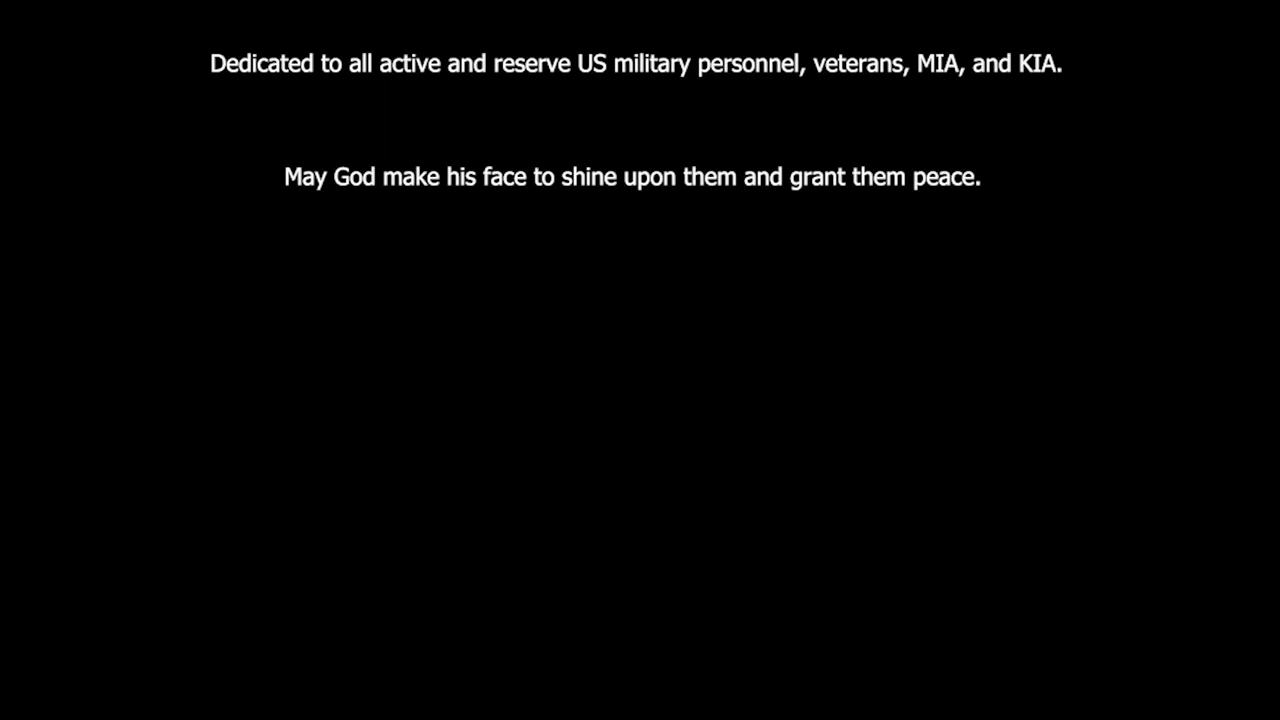 Dedicated to all active and reserve US military personnel, veterans, MIA, and KIA.
May God make his face to shine upon them and grant them peace.